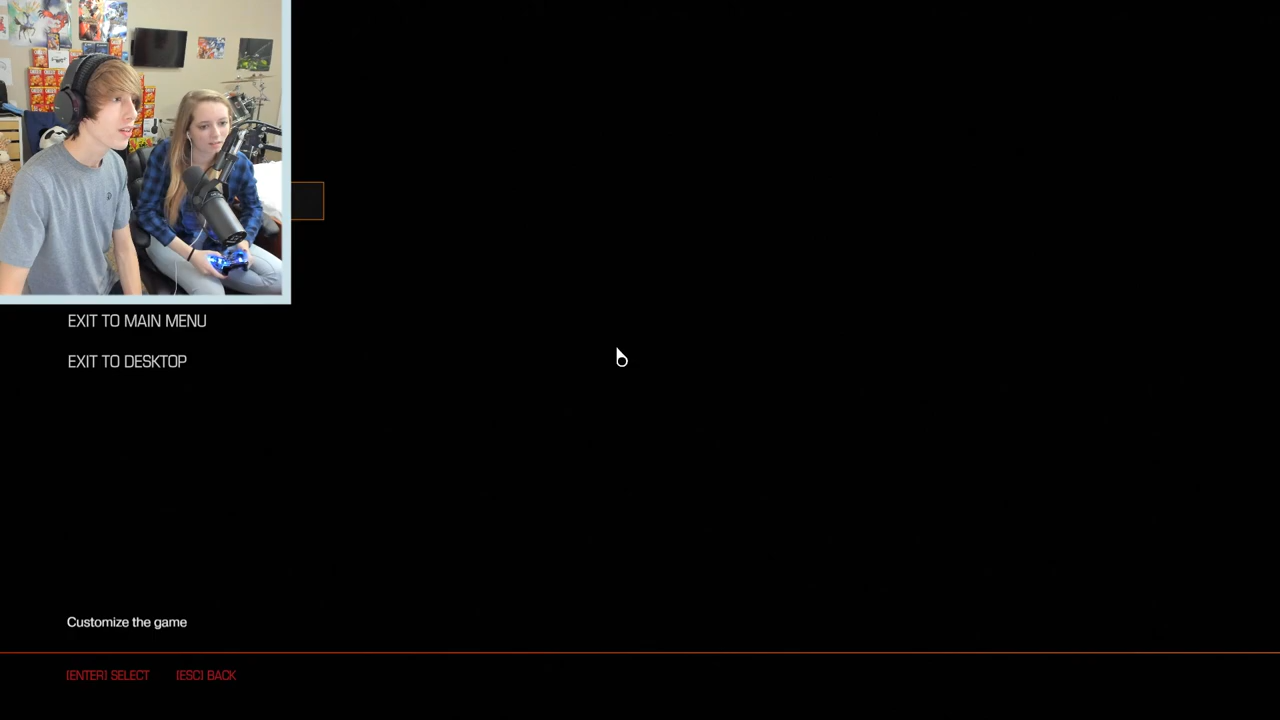 EXIT TO MAIN MENU
EXIT TO DESKTOP
Customize the game
[ENTER] SELECT [ESC] BACK